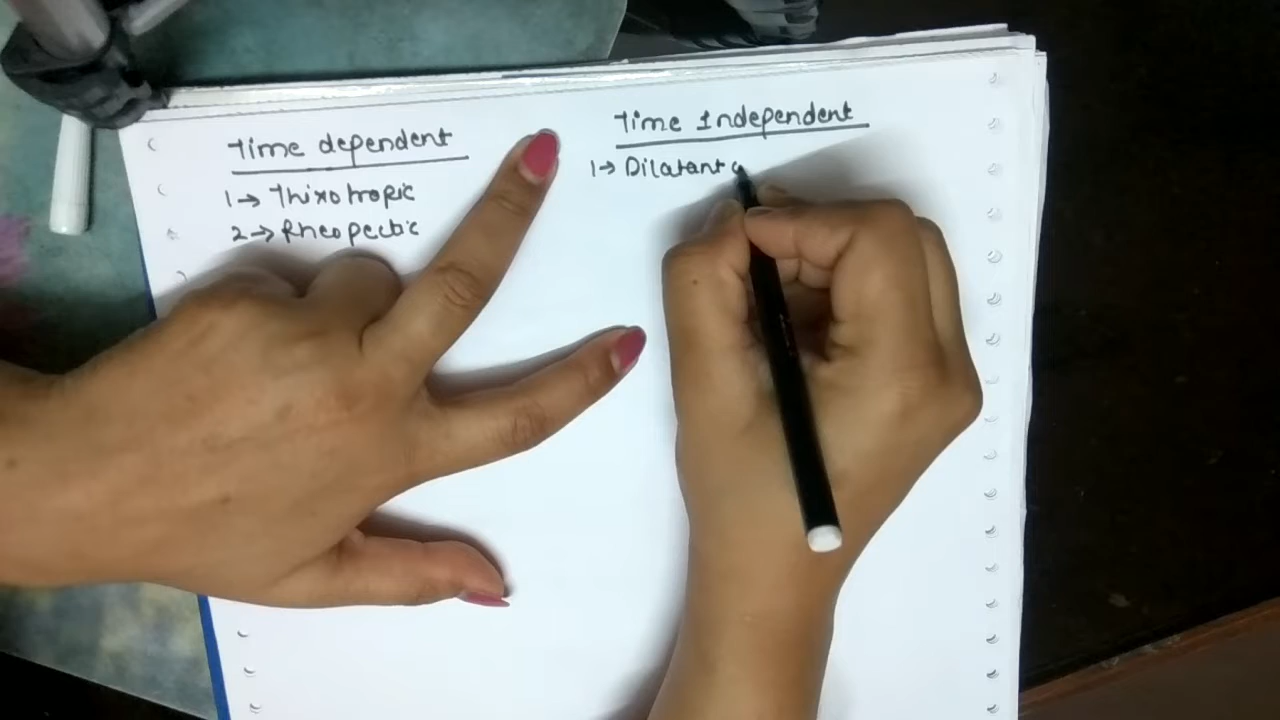 Time dependent
1→ Thixotropic
2→ Rheopectic
Time Independent
1→ Dilatant